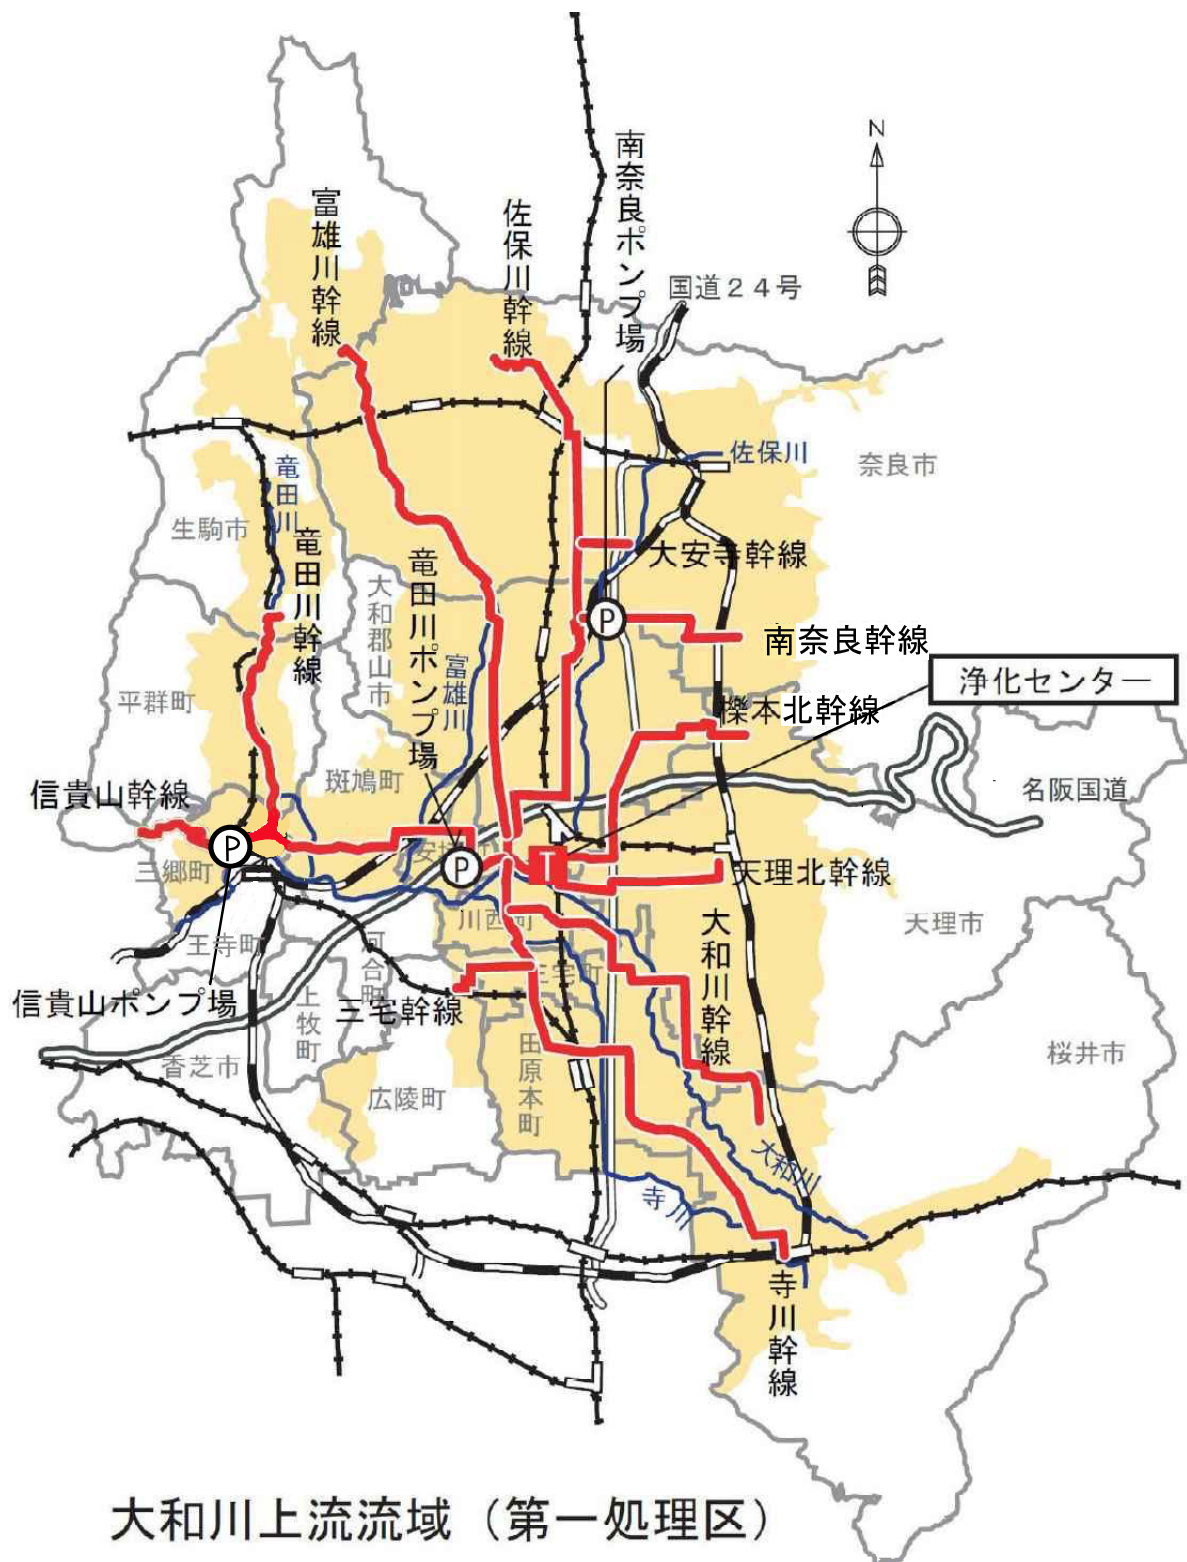 N
南奈良ポンプ場
富雄川幹線
佐保川幹線
国道24号
佐保川
奈良市
竜田川
生駒市
竜田川幹線
大安寺幹線
竜田川ポンプ場
大和郡山市
P
南奈良幹線
富雄川
浄化センター
平群町
櫟本北幹線
斑鳩町
名阪国道
信貴山幹線
P
安堵町
P
T
三郷町
天理北幹線
川西町
大和川幹線
天理市
王寺町
河合町
三宅町
信貴山ポンプ場
上牧町
三宅幹線
田原本町
香芝市
広陵町
桜井市
大和川
寺川
寺川幹線
大和川上流流域（第一処理区）